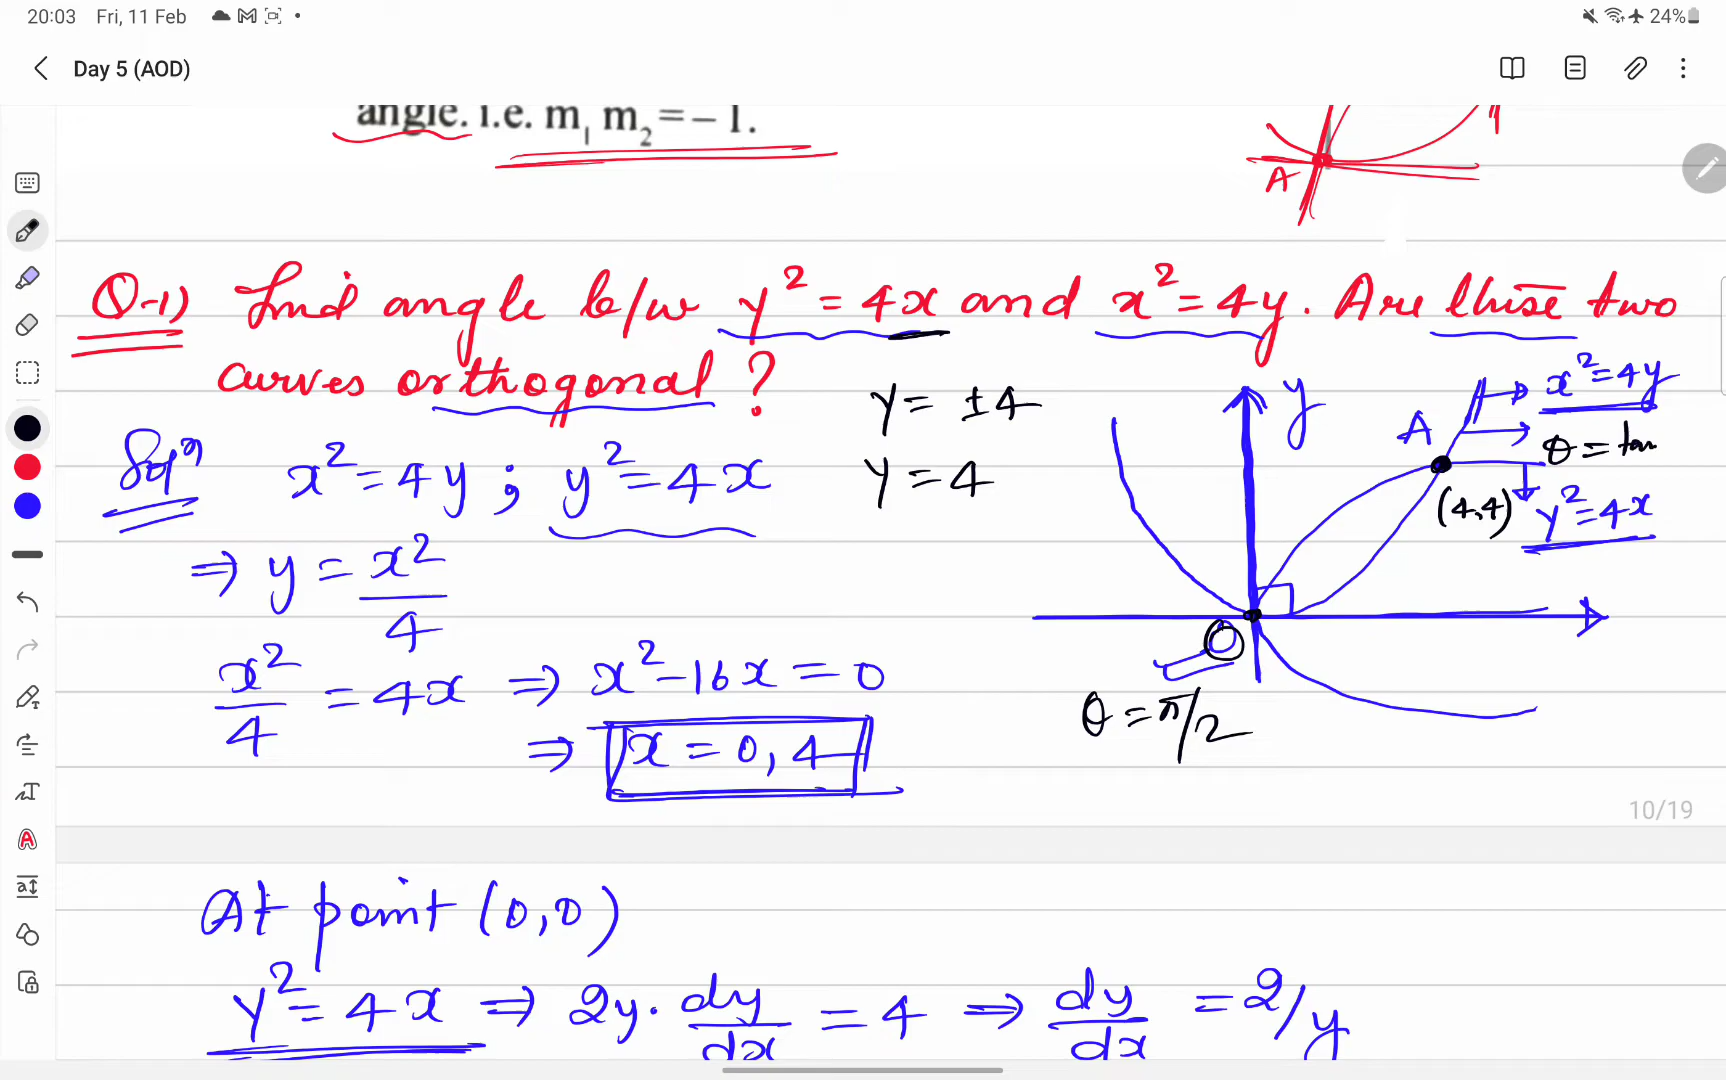 20:03 Fri, 11 Feb
24%
Day 5 (AOD)
angle. i.e. m₁ m₂ = – 1.
A
Q-1) Find angle b/w y² = 4x and x² = 4y. Are these two
curves orthogonal ?
Solⁿ x² = 4y ; y² = 4x
⇒ y = x²/4
x²/4 = 4x ⇒ x² - 16x = 0
⇒ x = 0, 4
y = ±4
y = 4
y
x² = 4y
A
θ = tan
(4,4)
y² = 4x
O
θ = π/2
10/19
At point (0,0)
y² = 4x ⇒ 2y. dy/dx = 4 ⇒ dy/dx = 2/y